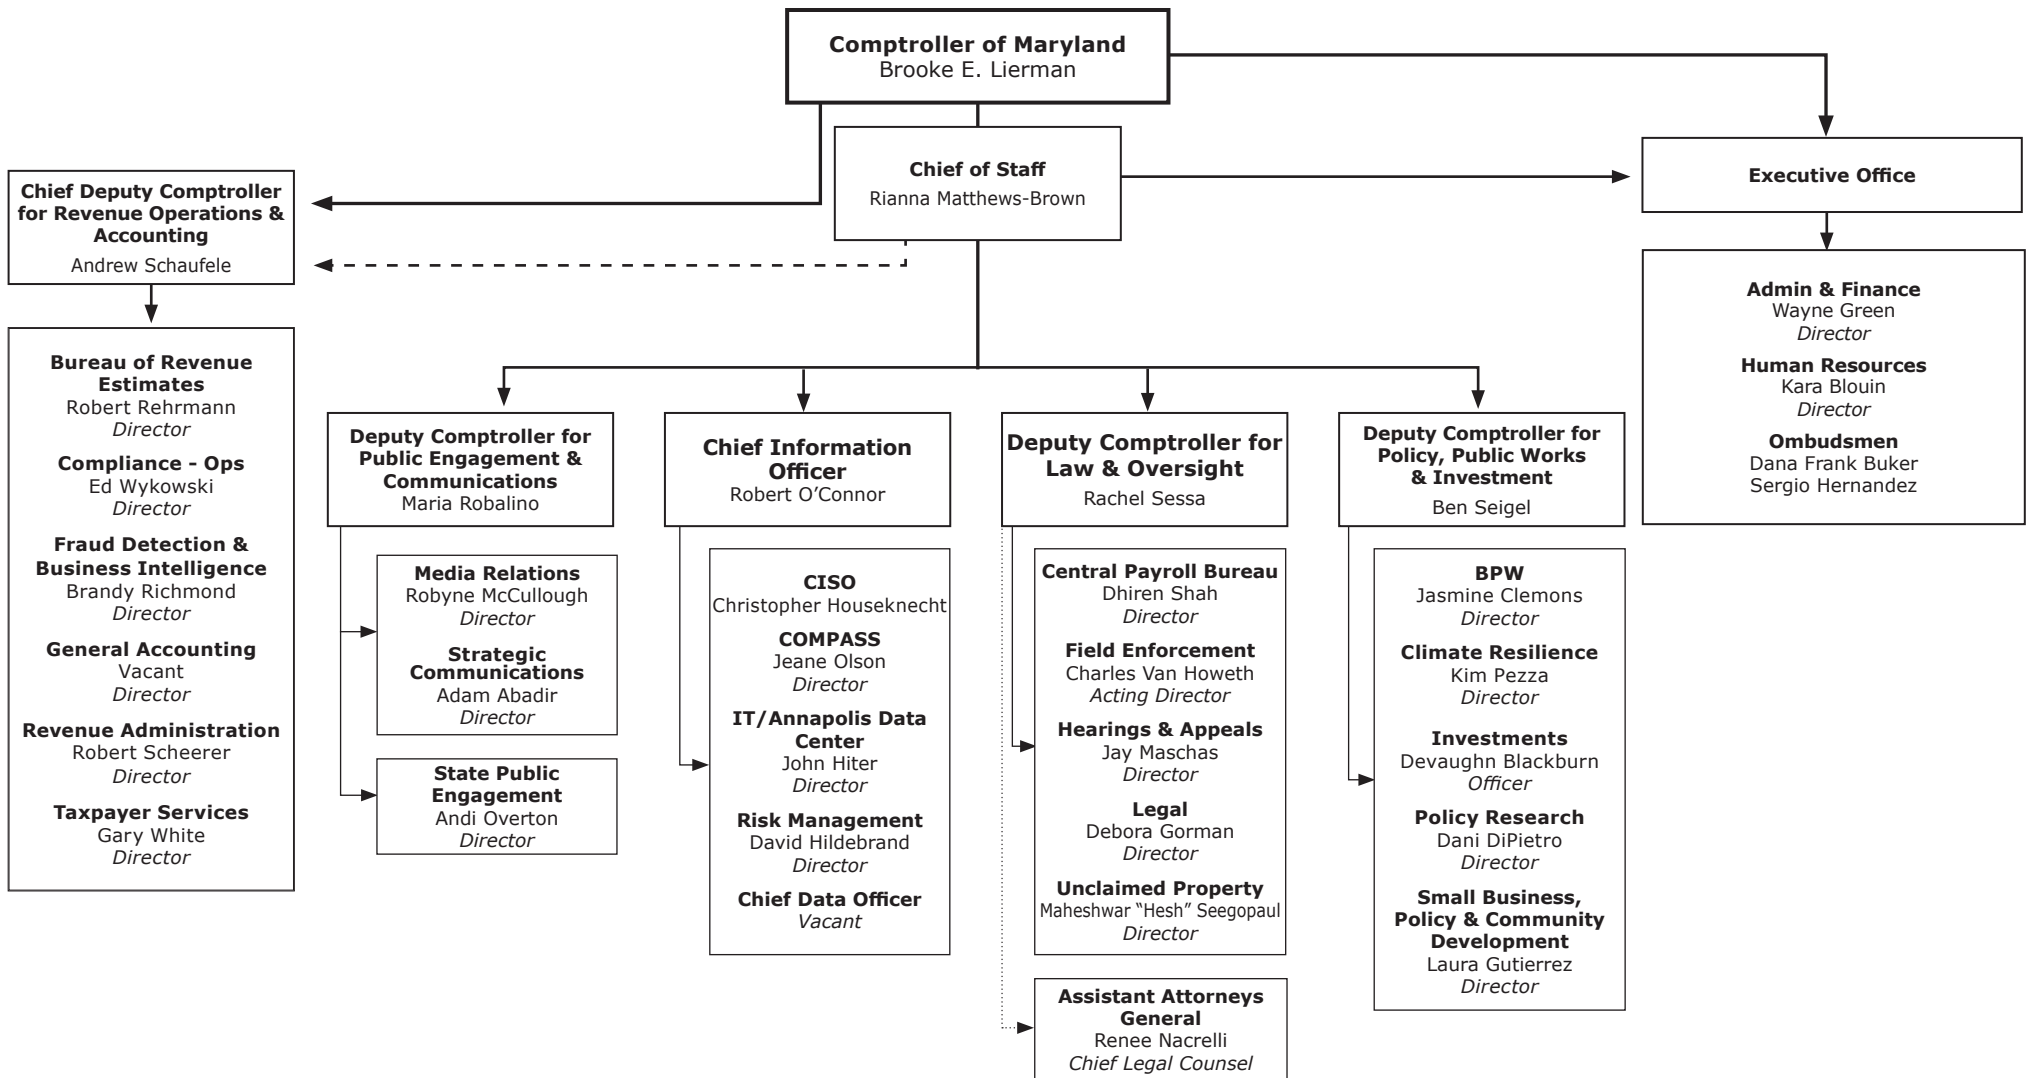 Comptroller of Maryland
Brooke E. Lierman
Chief of Staff
Rianna Matthews-Brown
Executive Office
Chief Deputy Comptroller
for Revenue Operations &
Accounting
Andrew Schaufele
Bureau of Revenue
Estimates
Robert Rehrmann
Director
Compliance - Ops
Ed Wykowski
Director
Fraud Detection &
Business Intelligence
Brandy Richmond
Director
General Accounting
Vacant
Director
Revenue Administration
Robert Scheerer
Director
Taxpayer Services
Gary White
Director
Deputy Comptroller for
Public Engagement &
Communications
Maria Robalino
Media Relations
Robyne McCullough
Director
Strategic
Communications
Adam Abadir
Director
State Public
Engagement
Andi Overton
Director
Chief Information
Officer
Robert O’Connor
CISO
Christopher Houseknecht
COMPASS
Jeane Olson
Director
IT/Annapolis Data
Center
John Hiter
Director
Risk Management
David Hildebrand
Director
Chief Data Officer
Vacant
Deputy Comptroller for
Law & Oversight
Rachel Sessa
Central Payroll Bureau
Dhiren Shah
Director
Field Enforcement
Charles Van Howeth
Acting Director
Hearings & Appeals
Jay Maschas
Director
Legal
Debora Gorman
Director
Unclaimed Property
Maheshwar “Hesh” Seegopaul
Director
Assistant Attorneys
General
Renee Nacrelli
Chief Legal Counsel
Deputy Comptroller for
Policy, Public Works
& Investment
Ben Seigel
BPW
Jasmine Clemons
Director
Climate Resilience
Kim Pezza
Director
Investments
Devaughn Blackburn
Officer
Policy Research
Dani DiPietro
Director
Small Business,
Policy & Community
Development
Laura Gutierrez
Director
Admin & Finance
Wayne Green
Director
Human Resources
Kara Blouin
Director
Ombudsmen
Dana Frank Buker
Sergio Hernandez